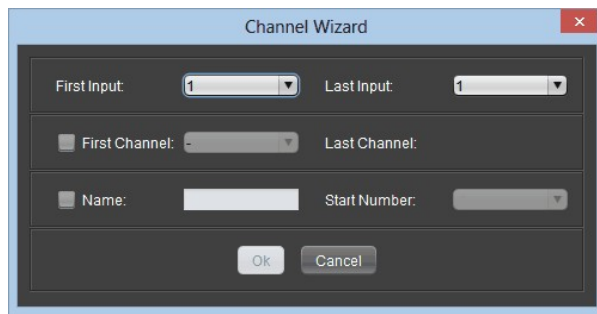 Channel Wizard
First Input: 1 Last Input: 1
First Channel: - Last Channel:
Name: Start Number:
Ok Cancel